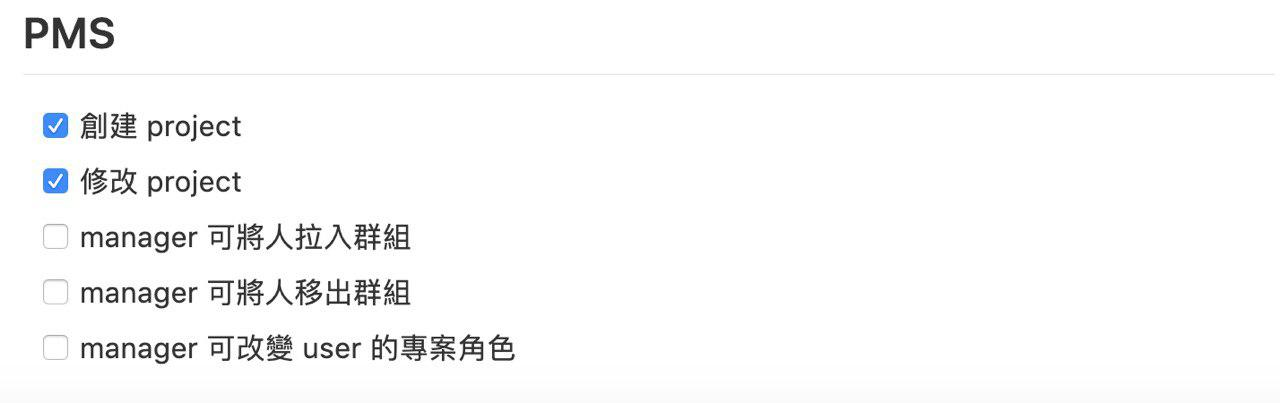 PMS
創建 project
修改 project
manager 可將人拉入群組
manager 可將人移出群組
manager 可改變 user 的專案角色